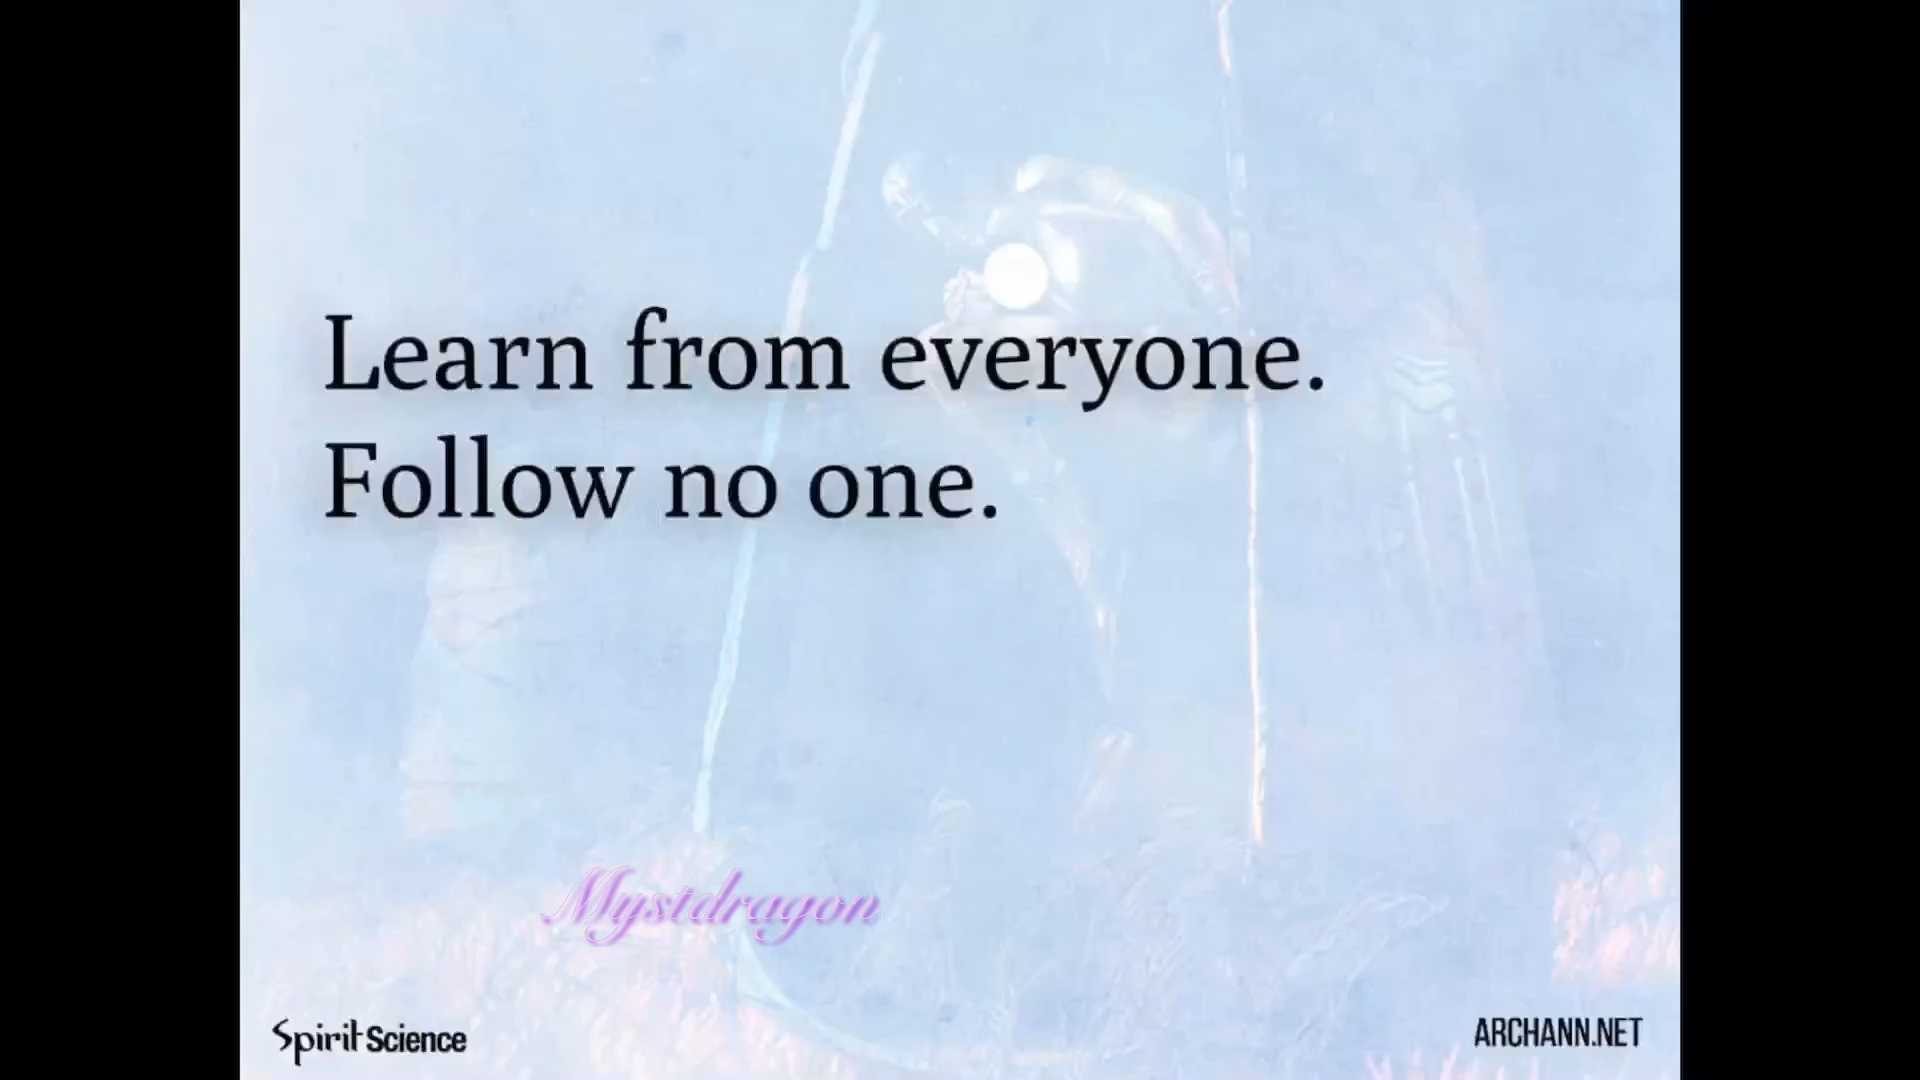 Learn from everyone.
Follow no one.
Mystdragon
Spirit Science
ARCHANN.NET